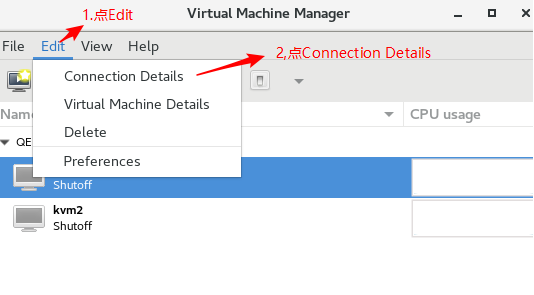 1.点Edit
Virtual Machine Manager
File Edit View Help
2,点Connection Details
Connection Details
Virtual Machine Details
Delete
Preferences
CPU usage
Shutoff
kvm2
Shutoff